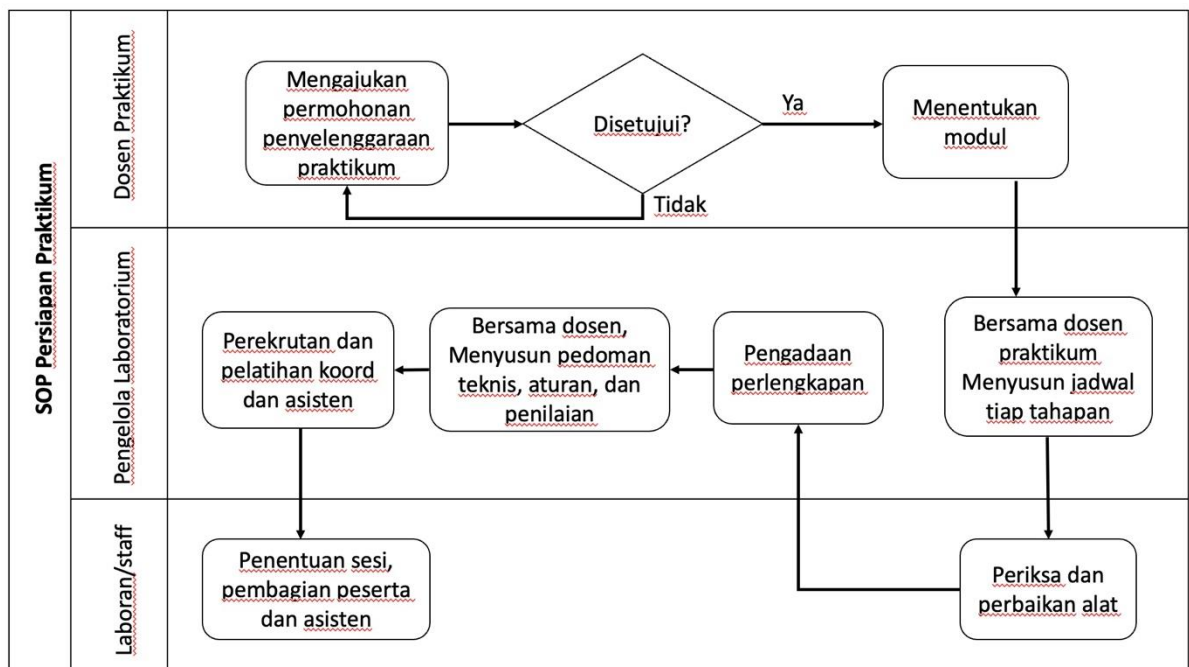 SOP Persiapan Praktikum
Dosen Praktikum
Mengajukan
permohonan
penyelenggaraan
praktikum
Disetujui?
Ya
Tidak
Menentukan
modul
Pengelola Laboratorium
Perekrutan dan
pelatihan koord
dan asisten
Bersama dosen,
Menyusun pedoman
teknis, aturan, dan
penilaian
Pengadaan
perlengkapan
Bersama dosen
praktikum
Menyusun jadwal
tiap tahapan
Laboran/staff
Penentuan sesi,
pembagian peserta
dan asisten
Periksa dan
perbaikan alat